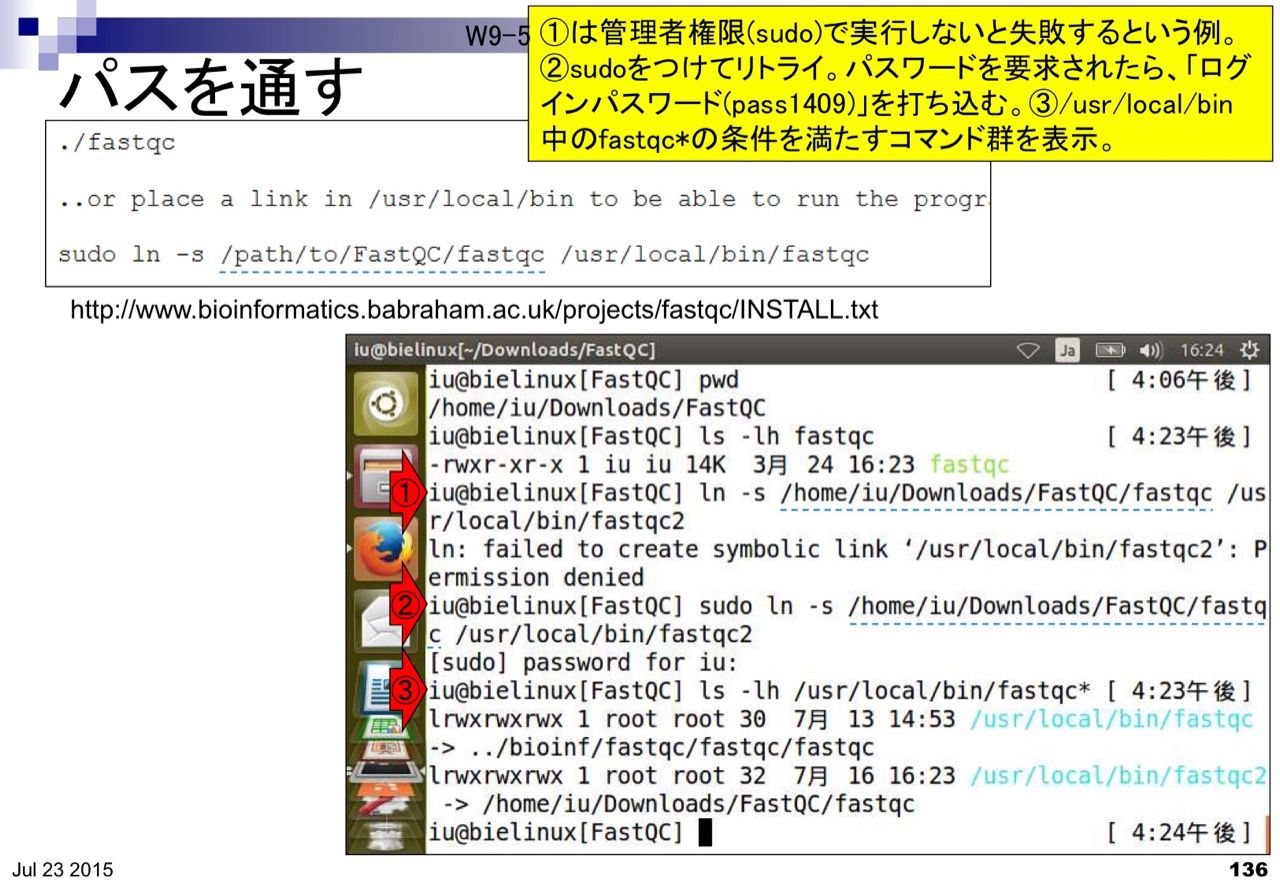 W9-5
①は管理者権限(sudo)で実行しないと失敗するという例。
②sudoをつけてリトライ。パスワードを要求されたら、「ログ
インパスワード(pass1409)」を打ち込む。③/usr/local/bin
中のfastqc*の条件を満たすコマンド群を表示。
パスを通す
./fastqc
..or place a link in /usr/local/bin to be able to run the progr
sudo ln -s /path/to/FastQC/fastqc /usr/local/bin/fastqc
http://www.bioinformatics.babraham.ac.uk/projects/fastqc/INSTALL.txt
iu@bielinux[~/Downloads/FastQC] Ja 16:24
iu@bielinux[FastQC] pwd [ 4:06午後]
/home/iu/Downloads/FastQC
iu@bielinux[FastQC] ls -lh fastqc [ 4:23午後]
-rwxr-xr-x 1 iu iu 14K 3月 24 16:23 fastqc
① iu@bielinux[FastQC] ln -s /home/iu/Downloads/FastQC/fastqc /us
r/local/bin/fastqc2
ln: failed to create symbolic link ‘/usr/local/bin/fastqc2’: P
ermission denied
② iu@bielinux[FastQC] sudo ln -s /home/iu/Downloads/FastQC/fastq
c /usr/local/bin/fastqc2
[sudo] password for iu:
③ iu@bielinux[FastQC] ls -lh /usr/local/bin/fastqc* [ 4:23午後]
lrwxrwxrwx 1 root root 30 7月 13 14:53 /usr/local/bin/fastqc
-> ../bioinf/fastqc/fastqc/fastqc
lrwxrwxrwx 1 root root 32 7月 16 16:23 /usr/local/bin/fastqc2
-> /home/iu/Downloads/FastQC/fastqc
iu@bielinux[FastQC] [ 4:24午後]
Jul 23 2015
136